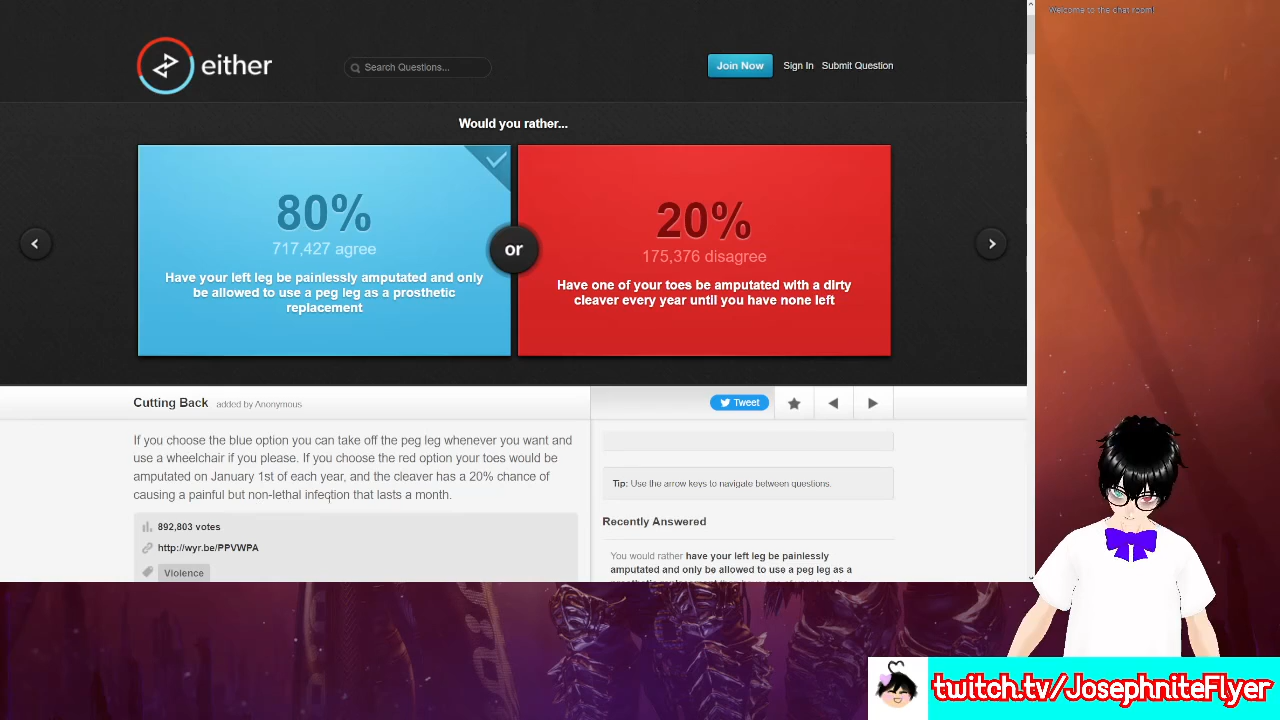 Welcome to the chat room!
either
Search Questions...
Join Now
Sign In
Submit Question
Would you rather...
80%
717,427 agree
Have your left leg be painlessly amputated and only
be allowed to use a peg leg as a prosthetic
replacement
or
20%
175,376 disagree
Have one of your toes be amputated with a dirty
cleaver every year until you have none left
Cutting Back
added by Anonymous
Tweet
If you choose the blue option you can take off the peg leg whenever you want and
use a wheelchair if you please. If you choose the red option your toes would be
amputated on January 1st of each year, and the cleaver has a 20% chance of
causing a painful but non-lethal infection that lasts a month.
892,803 votes
http://wyr.be/PPVWPA
Violence
Tip: Use the arrow keys to navigate between questions.
Recently Answered
You would rather have your left leg be painlessly
amputated and only be allowed to use a peg leg as a
twitch.tv/JosephniteFlyer